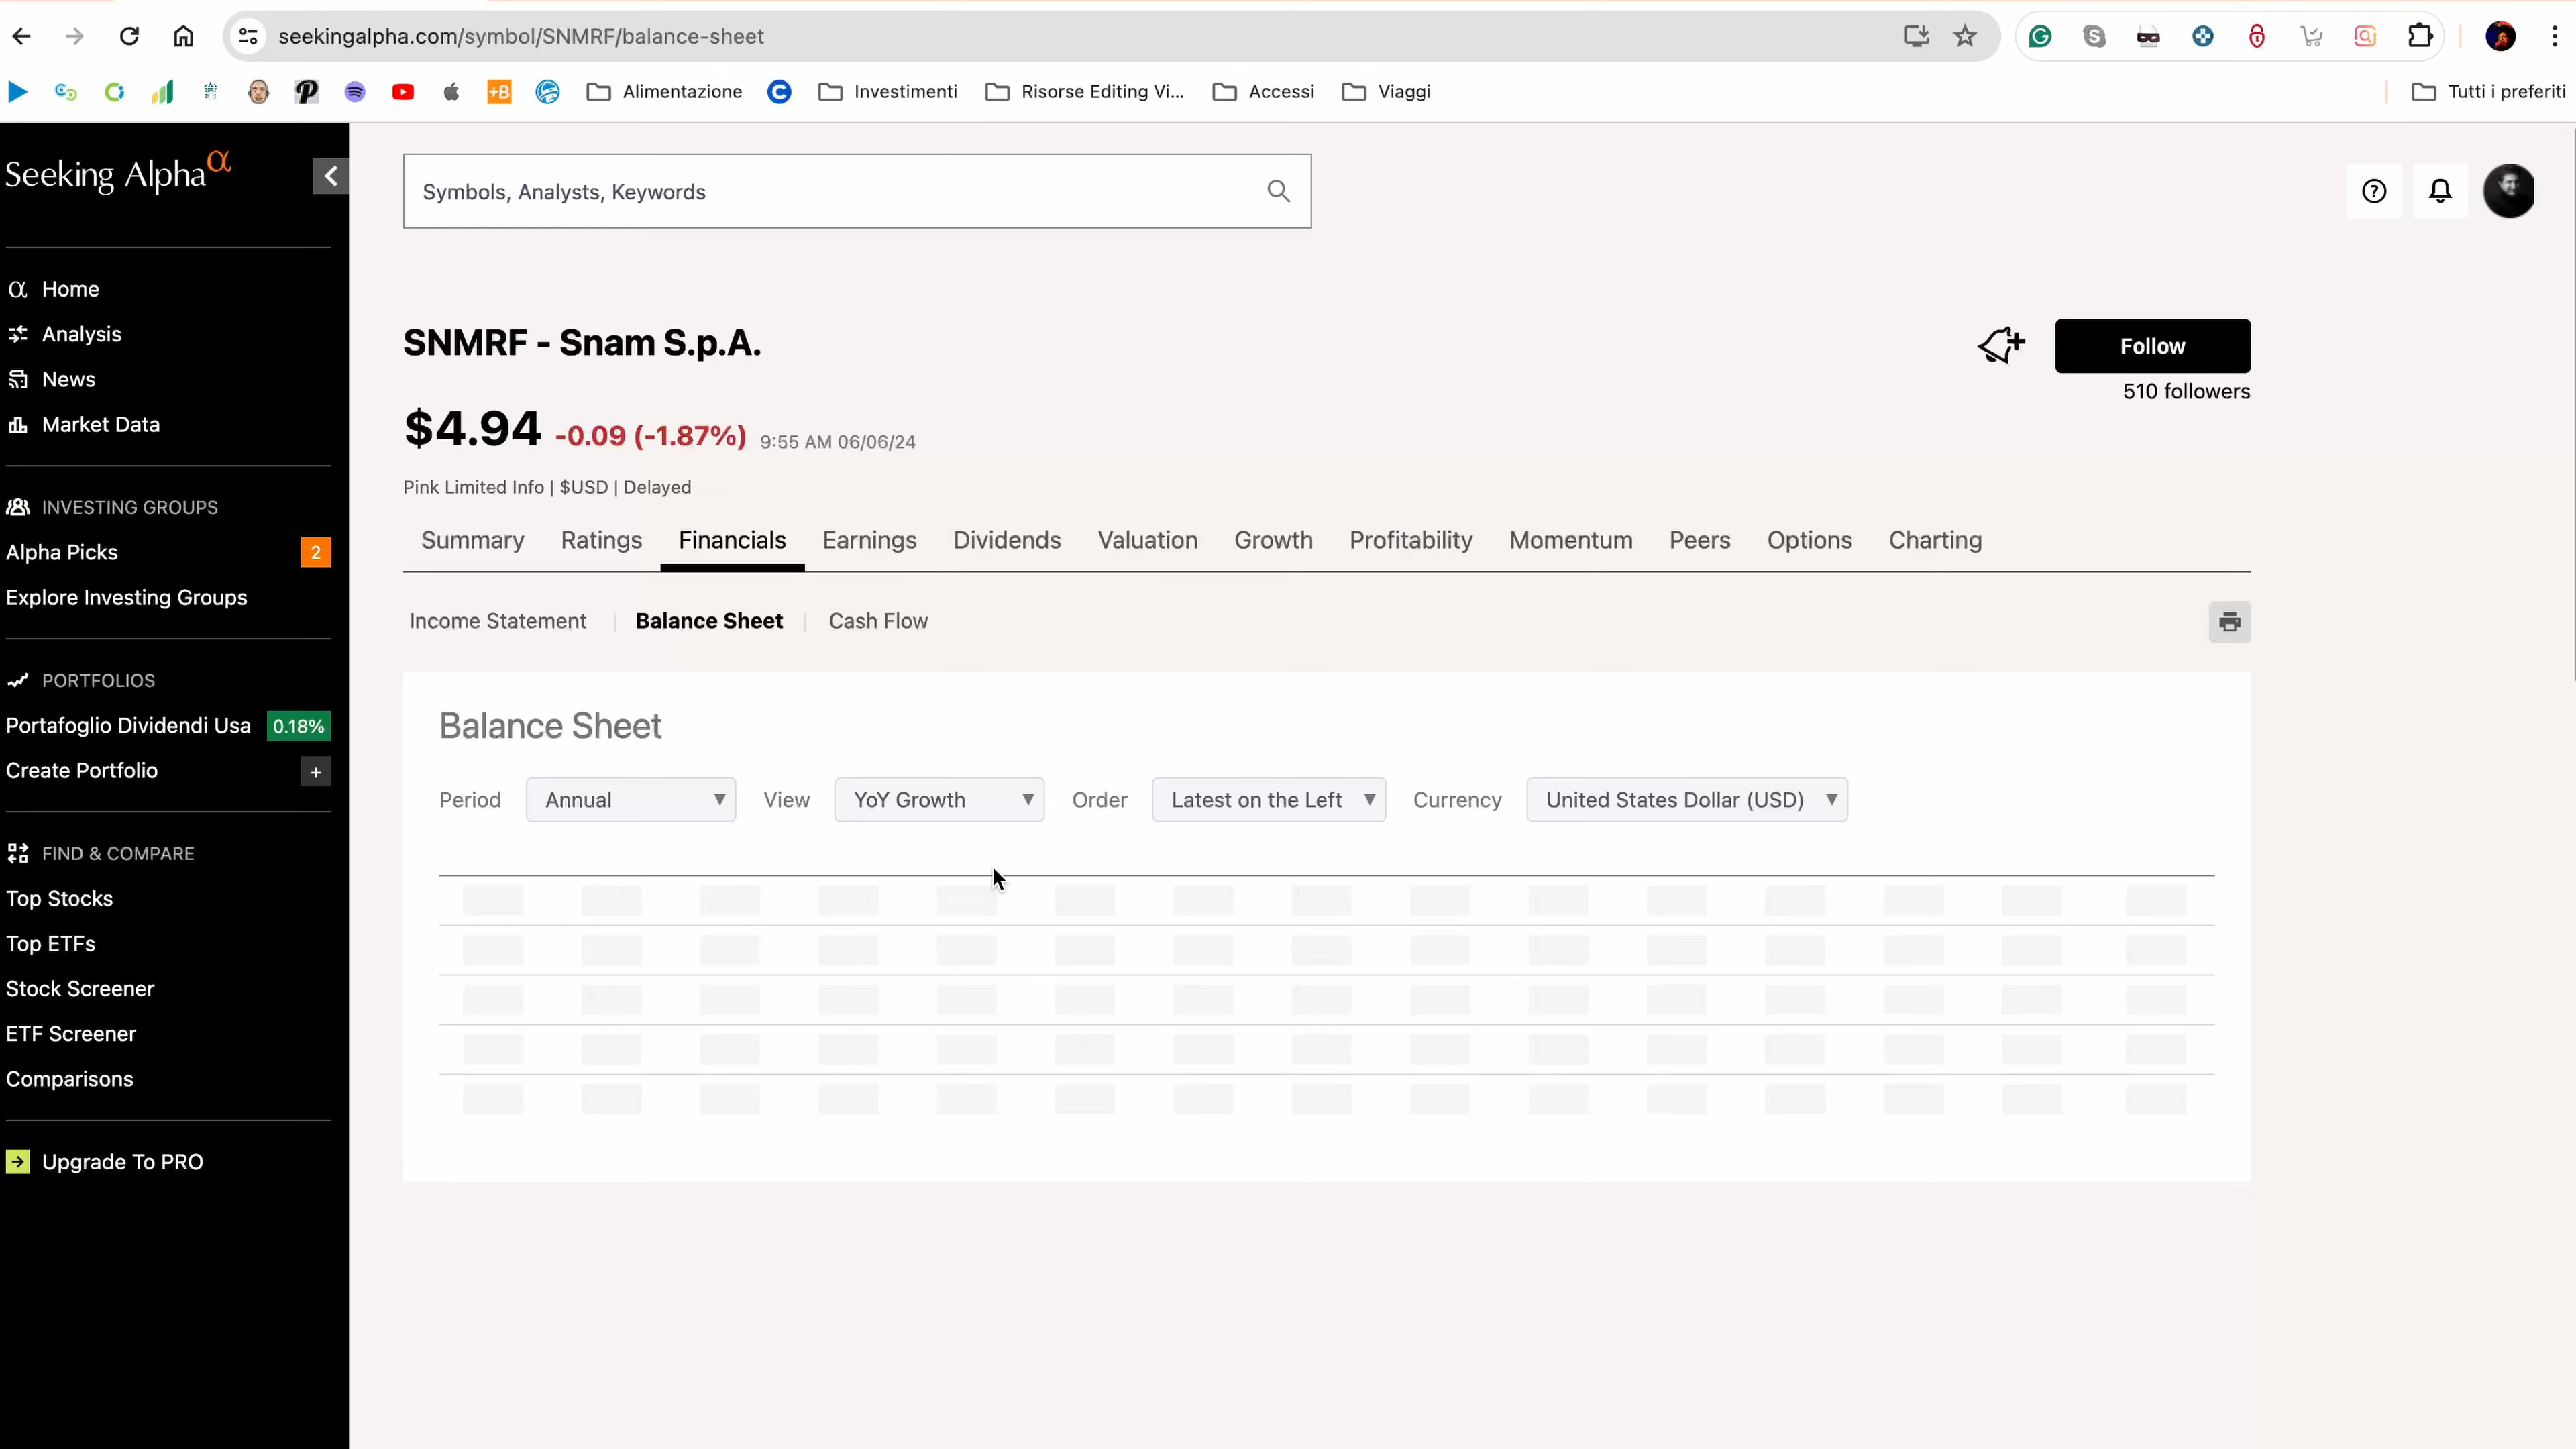 seekingalpha.com/symbol/SNMRF/balance-sheet
Alimentazione
Investimenti
Risorse Editing Vi...
Accessi
Viaggi
Tutti i preferiti
Seeking Alpha α
Symbols, Analysts, Keywords
Home
Analysis
News
Market Data
INVESTING GROUPS
Alpha Picks 2
Explore Investing Groups
PORTFOLIOS
Portafoglio Dividendi Usa 0.18%
Create Portfolio +
FIND & COMPARE
Top Stocks
Top ETFs
Stock Screener
ETF Screener
Comparisons
Upgrade To PRO
SNMRF - Snam S.p.A.
Follow
510 followers
$4.94 -0.09 (-1.87%) 9:55 AM 06/06/24
Pink Limited Info | $USD | Delayed
Summary Ratings Financials Earnings Dividends Valuation Growth Profitability Momentum Peers Options Charting
Income Statement | Balance Sheet | Cash Flow
Balance Sheet
Period Annual View YoY Growth Order Latest on the Left Currency United States Dollar (USD)